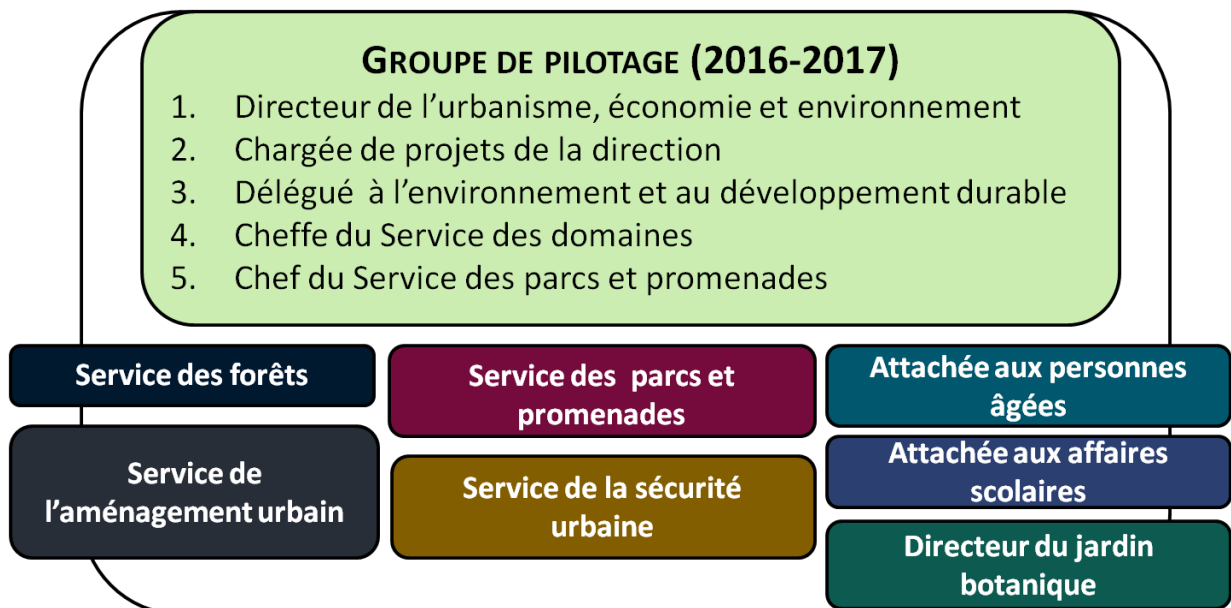 GROUPE DE PILOTAGE (2016-2017)
1. Directeur de l'urbanisme, économie et environnement
2. Chargée de projets de la direction
3. Délégué à l'environnement et au développement durable
4. Cheffe du Service des domaines
5. Chef du Service des parcs et promenades
Service des forêts
Service de
l'aménagement urbain
Service des parcs et
promenades
Service de la sécurité
urbaine
Attachée aux personnes
âgées
Attachée aux affaires
scolaires
Directeur du jardin
botanique